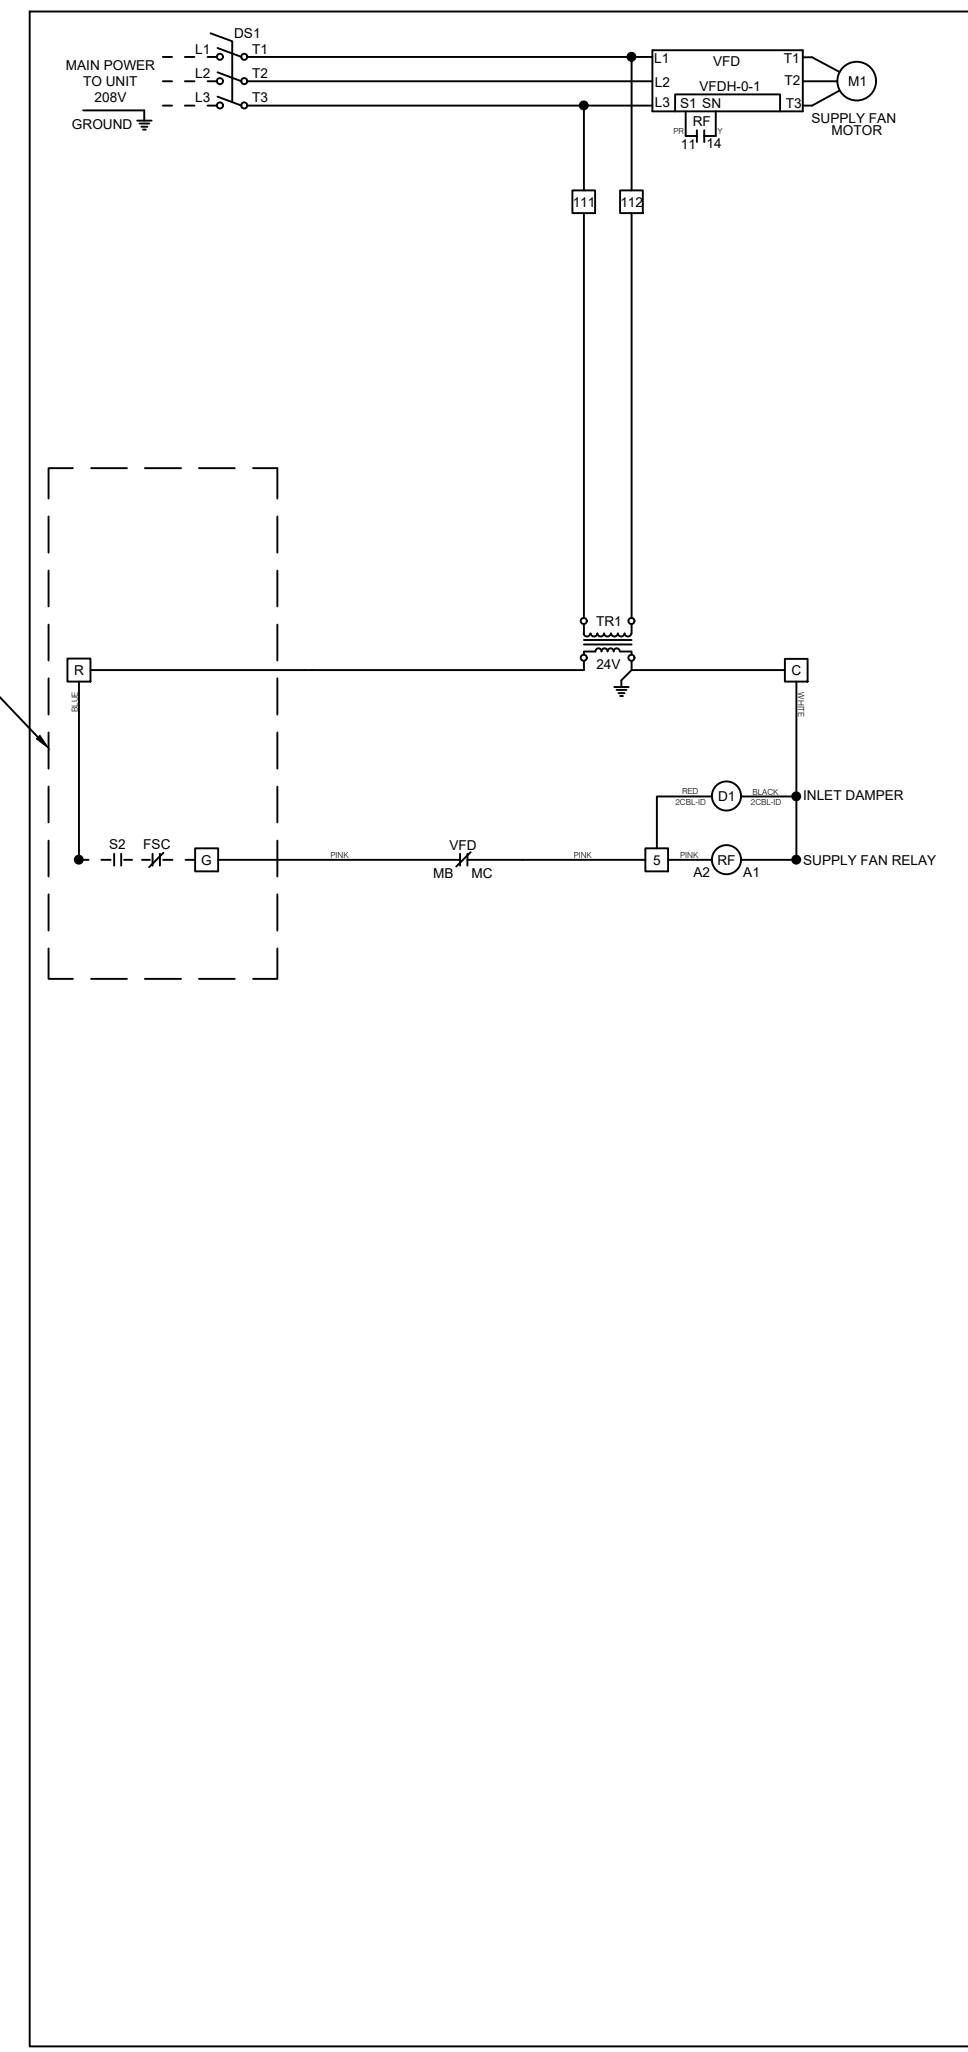 DS1
MAIN POWER
TO UNIT
208V
GROUND
L1 T1
L2 T2
L3 T3
L1 VFD T1
L2 VFDH-0-1 T2
L3 S1 SN T3
M1
SUPPLY FAN
MOTOR
RF
PR Y
11 14
111 112
TR1
24V
R
C
BLUE
WHITE
RED D1 BLACK INLET DAMPER
2CBL-ID 2CBL-ID
S2 FSC G PINK VFD PINK 5 PINK RF SUPPLY FAN RELAY
MB MC A2 A1